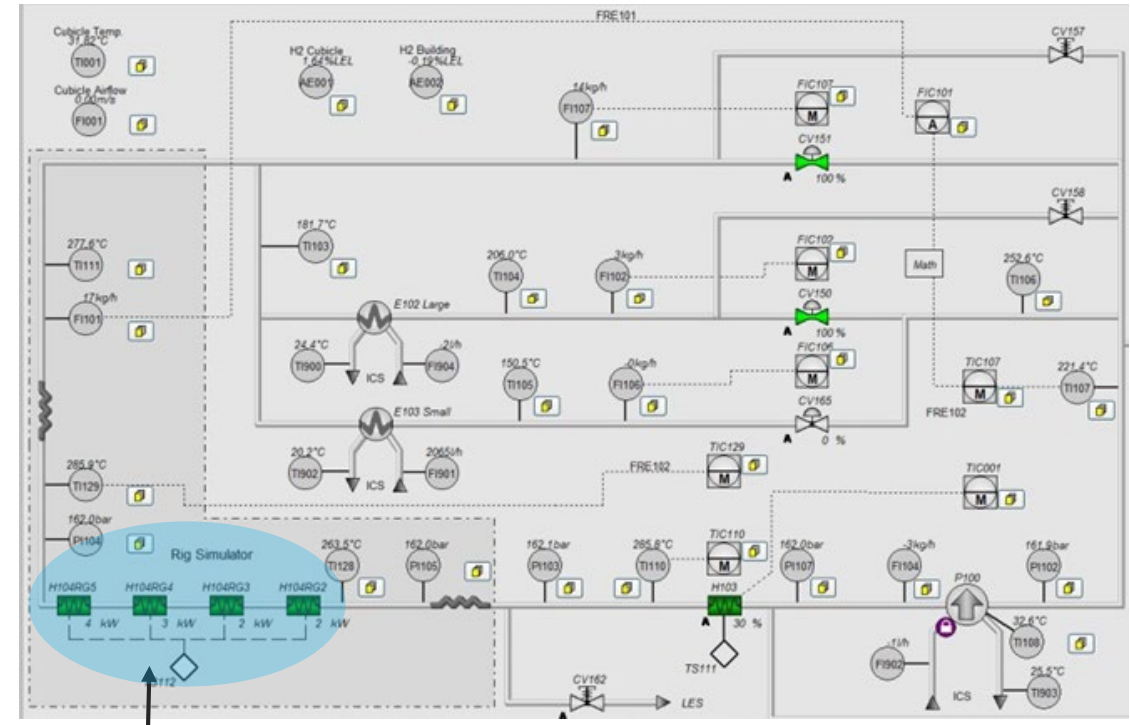 FRE101
Cubicle Temp.
31,82°C
TI001
Cubicle Airflow
0,00m/s
FI001
H2 Cubicle
1,64%LEL
AE001
H2 Building
-0,19%LEL
AE002
CV157
14kg/h
FI107
FIC107
M
FIC101
A
CV151
A 100 %
CV158
277,6°C
TI111
181,7°C
TI103
206,0°C
TI104
3kg/h
FI102
FIC102
M
Math
252,6°C
TI106
17kg/h
FI101
E102 Large
CV150
A 100 %
24,4°C
TI900
ICS
-2l/h
FI904
150,5°C
TI105
-0kg/h
FI106
FIC106
M
TIC107
M
221,4°C
TI107
FRE102
E103 Small
CV165
A 0 %
20,2°C
TI902
ICS
2065l/h
FI901
285,9°C
TI129
FRE102
TIC129
M
TIC001
M
162,0bar
PI104
Rig Simulator
263,5°C
TI128
162,0bar
PI105
162,1bar
PI103
285,8°C
TI110
TIC110
M
162,0bar
PI107
-3kg/h
FI104
P100
161,9bar
PI102
H104RG5
H104RG4
H104RG3
H104RG2
H103
4 kW
3 kW
2 kW
2 kW
A 30 %
TS111
32,6°C
TI108
-1l/h
FI902
ICS
25,5°C
TI903
CV162
A
LES